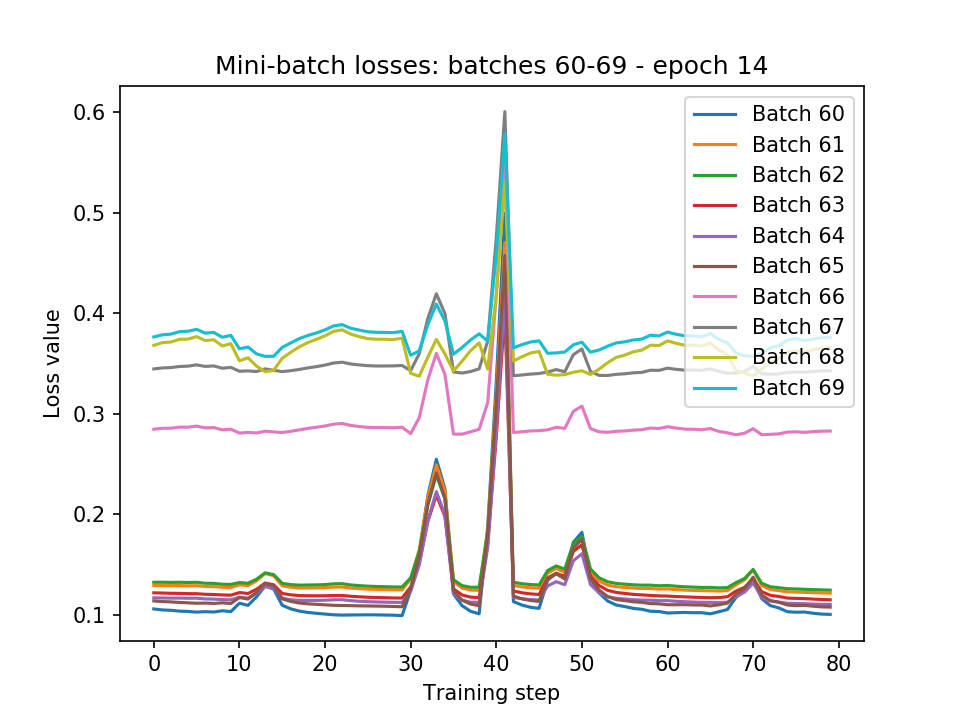 Mini-batch losses: batches 60-69 - epoch 14
Loss value
0.6
0.5
0.4
0.3
0.2
0.1
Batch 60
Batch 61
Batch 62
Batch 63
Batch 64
Batch 65
Batch 66
Batch 67
Batch 68
Batch 69
0 10 20 30 40 50 60 70 80
Training step